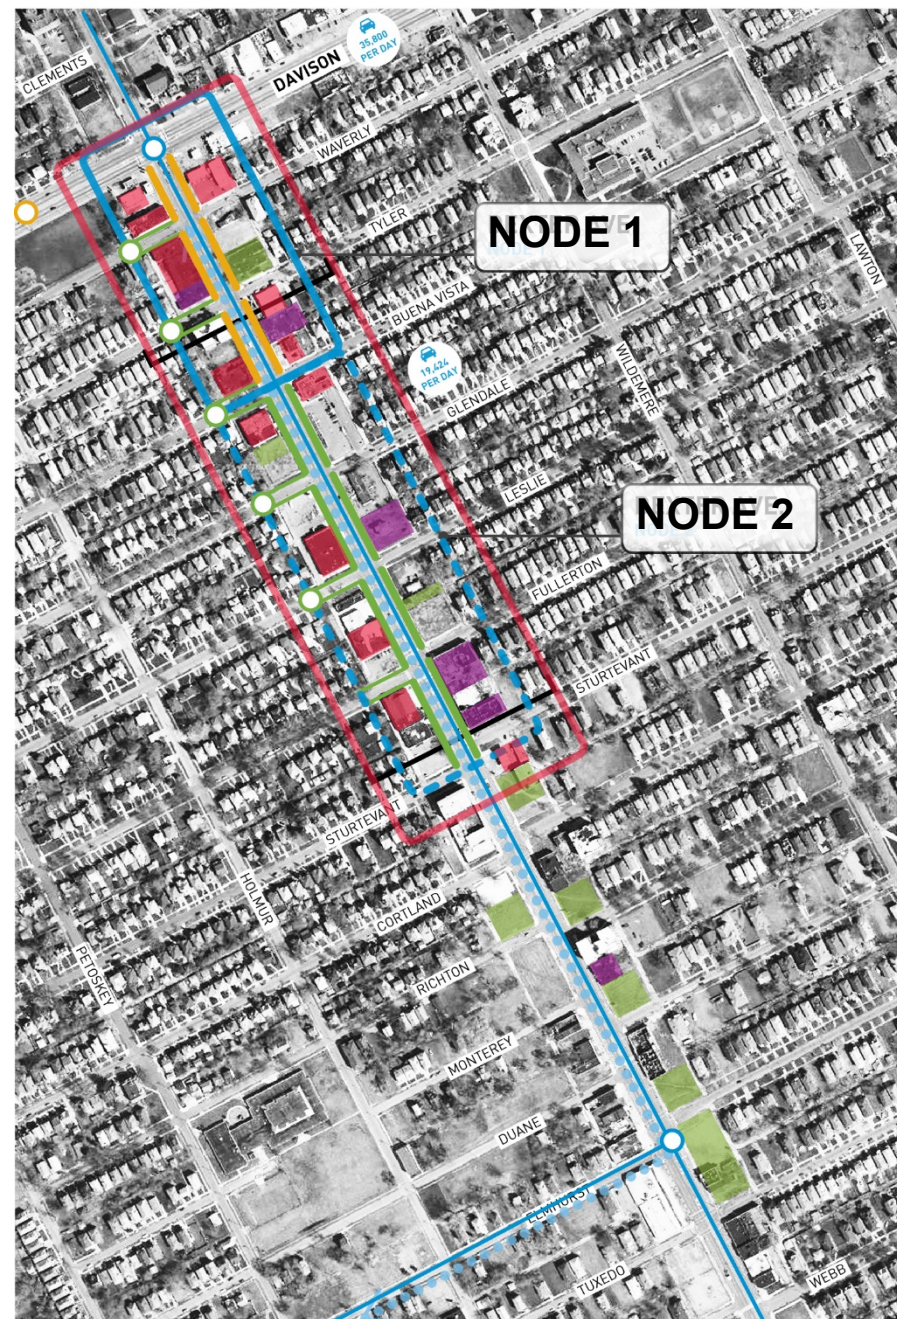 CLEMENTS
35,800
PER DAY
DAVISON
WAVERLY
TYLER
NODE 1
LAWTON
BUENA VISTA
19,424
PER DAY
GLENDALE
WILDEMERE
LESLIE
NODE 2
FULLERTON
STURTEVANT
STURTEVANT
HOLMUR
CORTLAND
PETOSKEY
RICHTON
MONTEREY
DUANE
ELMHURST
TUXEDO
WEBB